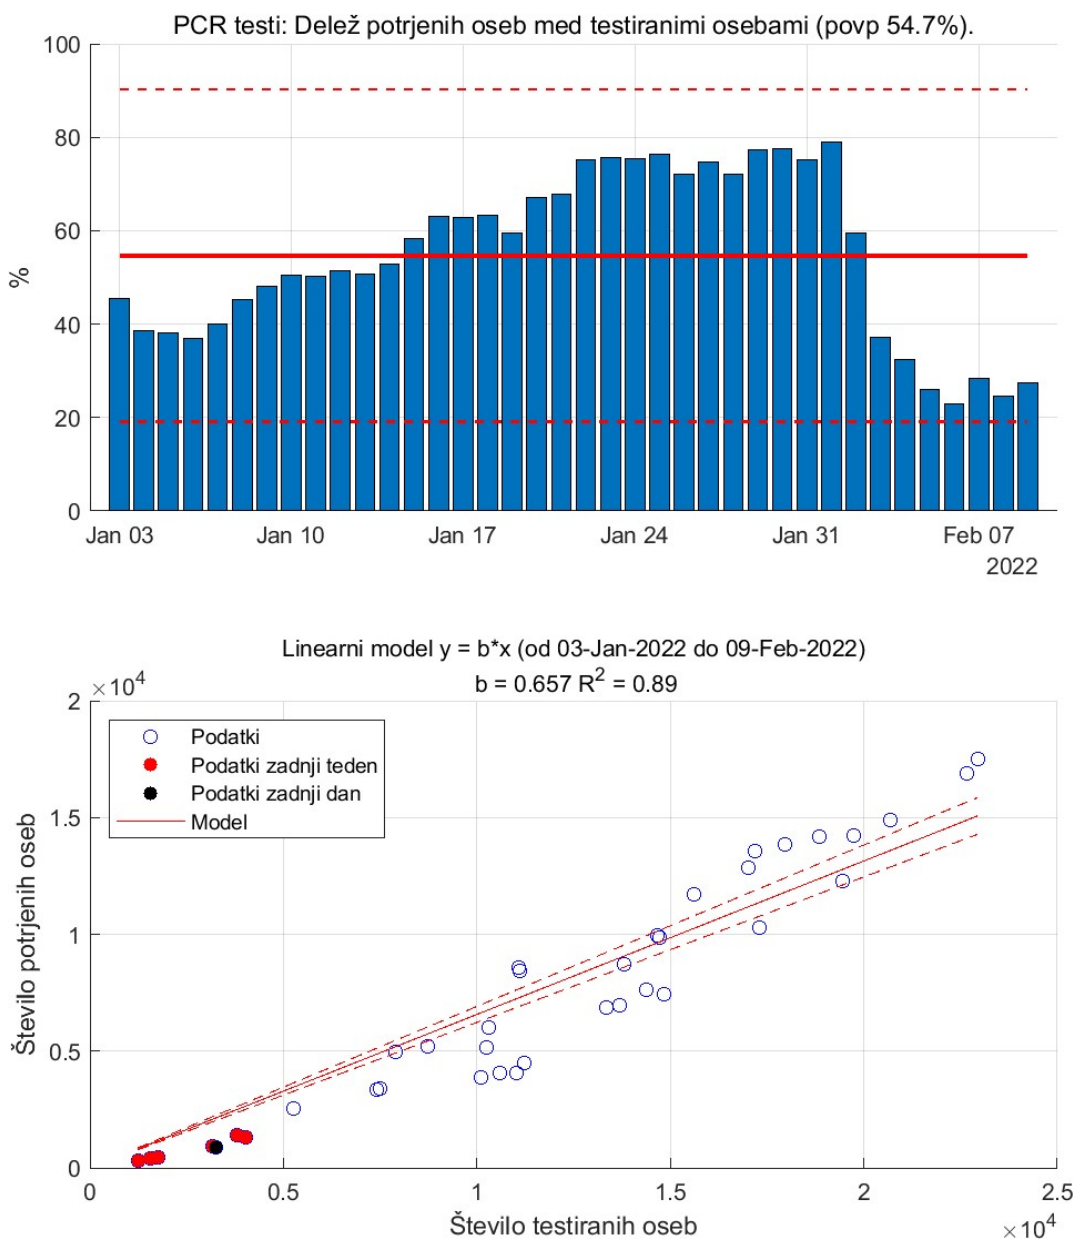 PCR testi: Delež potrjenih oseb med testiranimi osebami (povp 54.7%).
100
80
60
40
20
0
%
Jan 03 Jan 10 Jan 17 Jan 24 Jan 31 Feb 07
2022
Linearni model y = b*x (od 03-Jan-2022 do 09-Feb-2022)
b = 0.657 R² = 0.89
×10⁴
2
1.5
1
0.5
0
Število potrjenih oseb
Podatki
Podatki zadnji teden
Podatki zadnji dan
Model
0 0.5 1 1.5 2 2.5
Število testiranih oseb
×10⁴